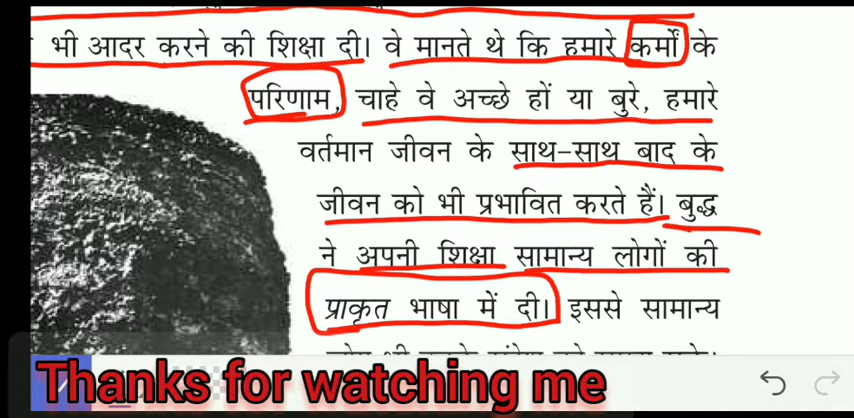 भी आदर करने की शिक्षा दी। वे मानते थे कि हमारे कर्मों के
परिणाम, चाहे वे अच्छे हों या बुरे, हमारे
वर्तमान जीवन के साथ-साथ बाद के
जीवन को भी प्रभावित करते हैं। बुद्ध
ने अपनी शिक्षा सामान्य लोगों की
प्राकृत भाषा में दी। इससे सामान्य
Thanks for watching me